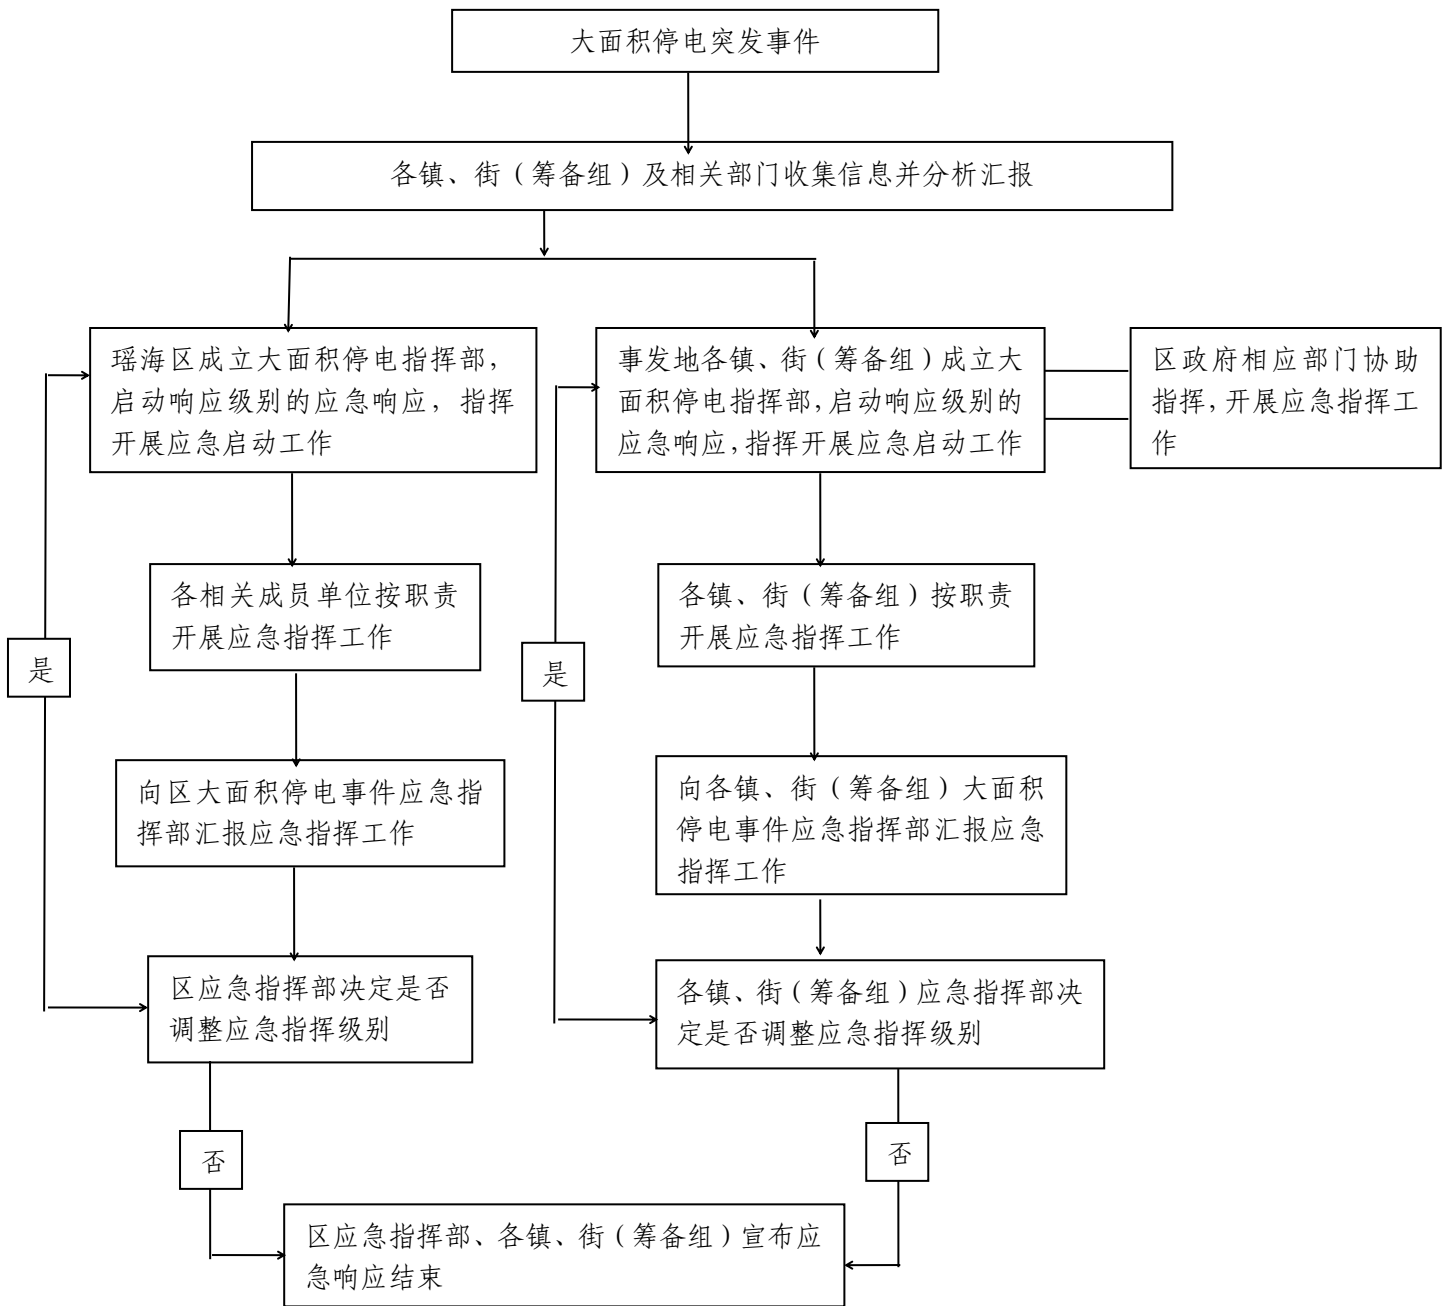 大面积停电突发事件
各镇、街（筹备组）及相关部门收集信息并分析汇报
瑶海区成立大面积停电指挥部，
启动响应级别的应急响应，指挥
开展应急启动工作
事发地各镇、街（筹备组）成立大
面积停电指挥部，启动响应级别的
应急响应，指挥开展应急启动工作
区政府相应部门协助
指挥，开展应急指挥工
作
各相关成员单位按职责
开展应急指挥工作
各镇、街（筹备组）按职责
开展应急指挥工作
是
是
向区大面积停电事件应急指
挥部汇报应急指挥工作
向各镇、街（筹备组）大面积
停电事件应急指挥部汇报应急
指挥工作
区应急指挥部决定是否
调整应急指挥级别
各镇、街（筹备组）应急指挥部决
定是否调整应急指挥级别
否
否
区应急指挥部、各镇、街（筹备组）宣布应
急响应结束